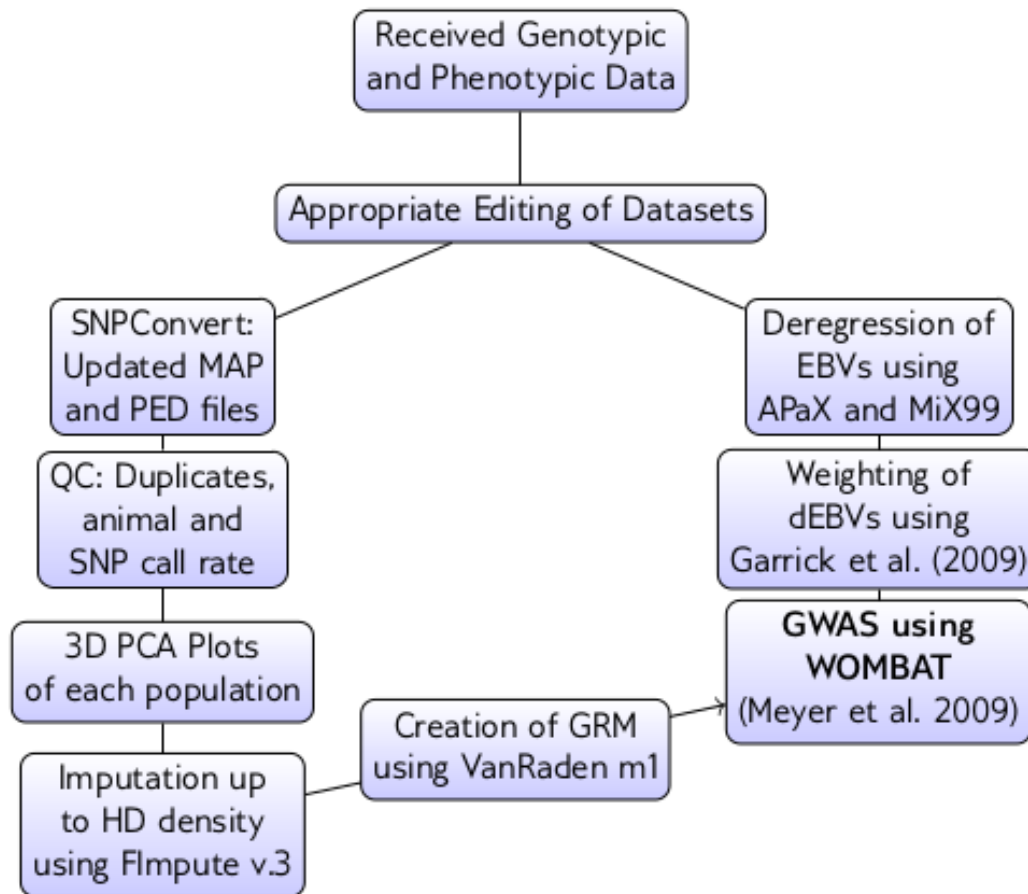 Received Genotypic
and Phenotypic Data
Appropriate Editing of Datasets
SNPConvert:
Updated MAP
and PED files
QC: Duplicates,
animal and
SNP call rate
3D PCA Plots
of each population
Imputation up
to HD density
using FImpute v.3
Creation of GRM
using VanRaden m1
Deregression of
EBVs using
APaX and MiX99
Weighting of
dEBVs using
Garrick et al. (2009)
GWAS using
WOMBAT
(Meyer et al. 2009)